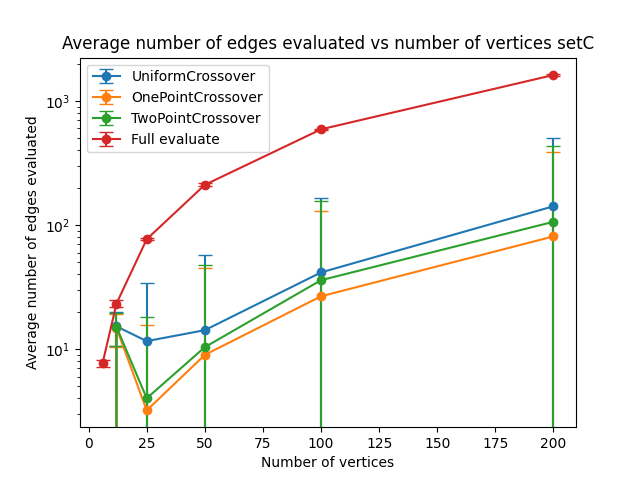 Average number of edges evaluated vs number of vertices setC
UniformCrossover
OnePointCrossover
TwoPointCrossover
Full evaluate
Average number of edges evaluated
10³
10²
10¹
0 25 50 75 100 125 150 175 200
Number of vertices